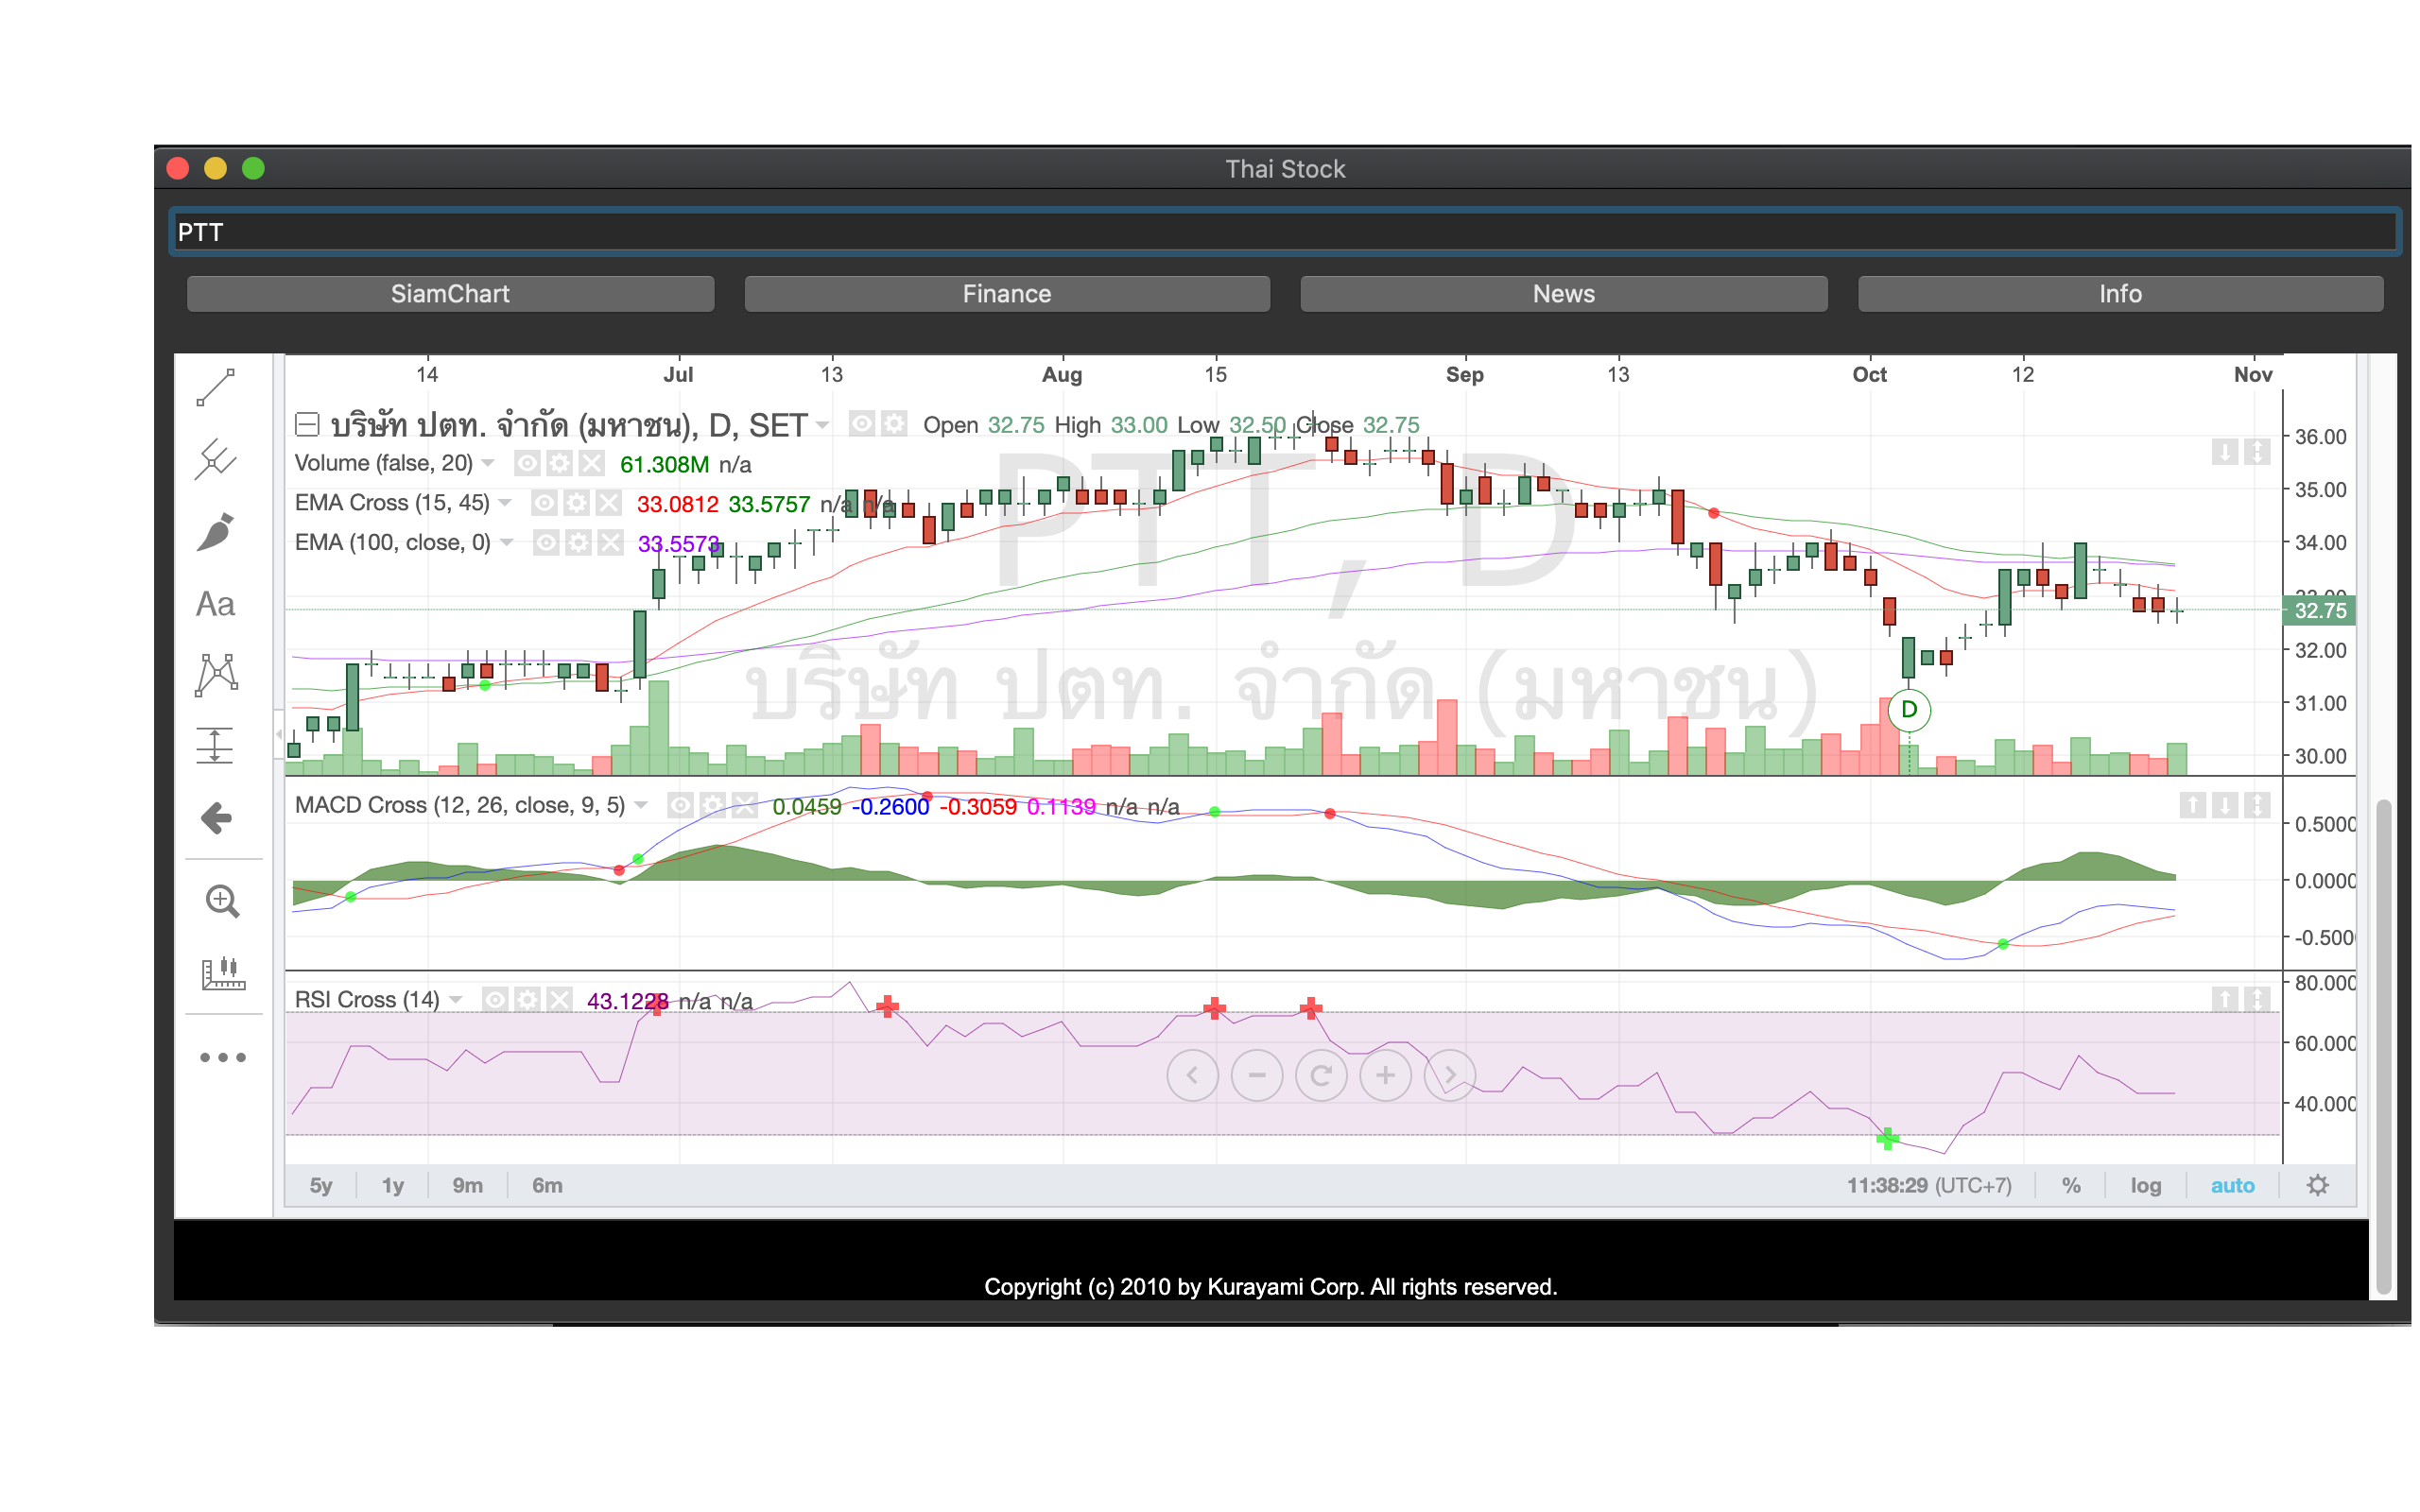 Thai Stock
PTT
SiamChart Finance News Info
14 Jul 13 Aug 15 Sep 13 Oct 12 Nov
บริษัท ปตท. จำกัด (มหาชน), D, SET Open 32.75 High 33.00 Low 32.50 Close 32.75
Volume (false, 20) 61.308M n/a
EMA Cross (15, 45) 33.0812 33.5757 n/a n/a
EMA (100, close, 0) 33.5573
Aa
PTT, D
บริษัท ปตท. จำกัด (มหาชน)
36.00
35.00
34.00
33.00
32.75
32.00
31.00
30.00
D
MACD Cross (12, 26, close, 9, 5) 0.0459 -0.2600 -0.3059 0.1139 n/a n/a
0.5000
0.0000
-0.5000
RSI Cross (14) 43.1228 n/a n/a
80.000
60.000
40.000
5y 1y 9m 6m 11:38:29 (UTC+7) % log auto
Copyright (c) 2010 by Kurayami Corp. All rights reserved.